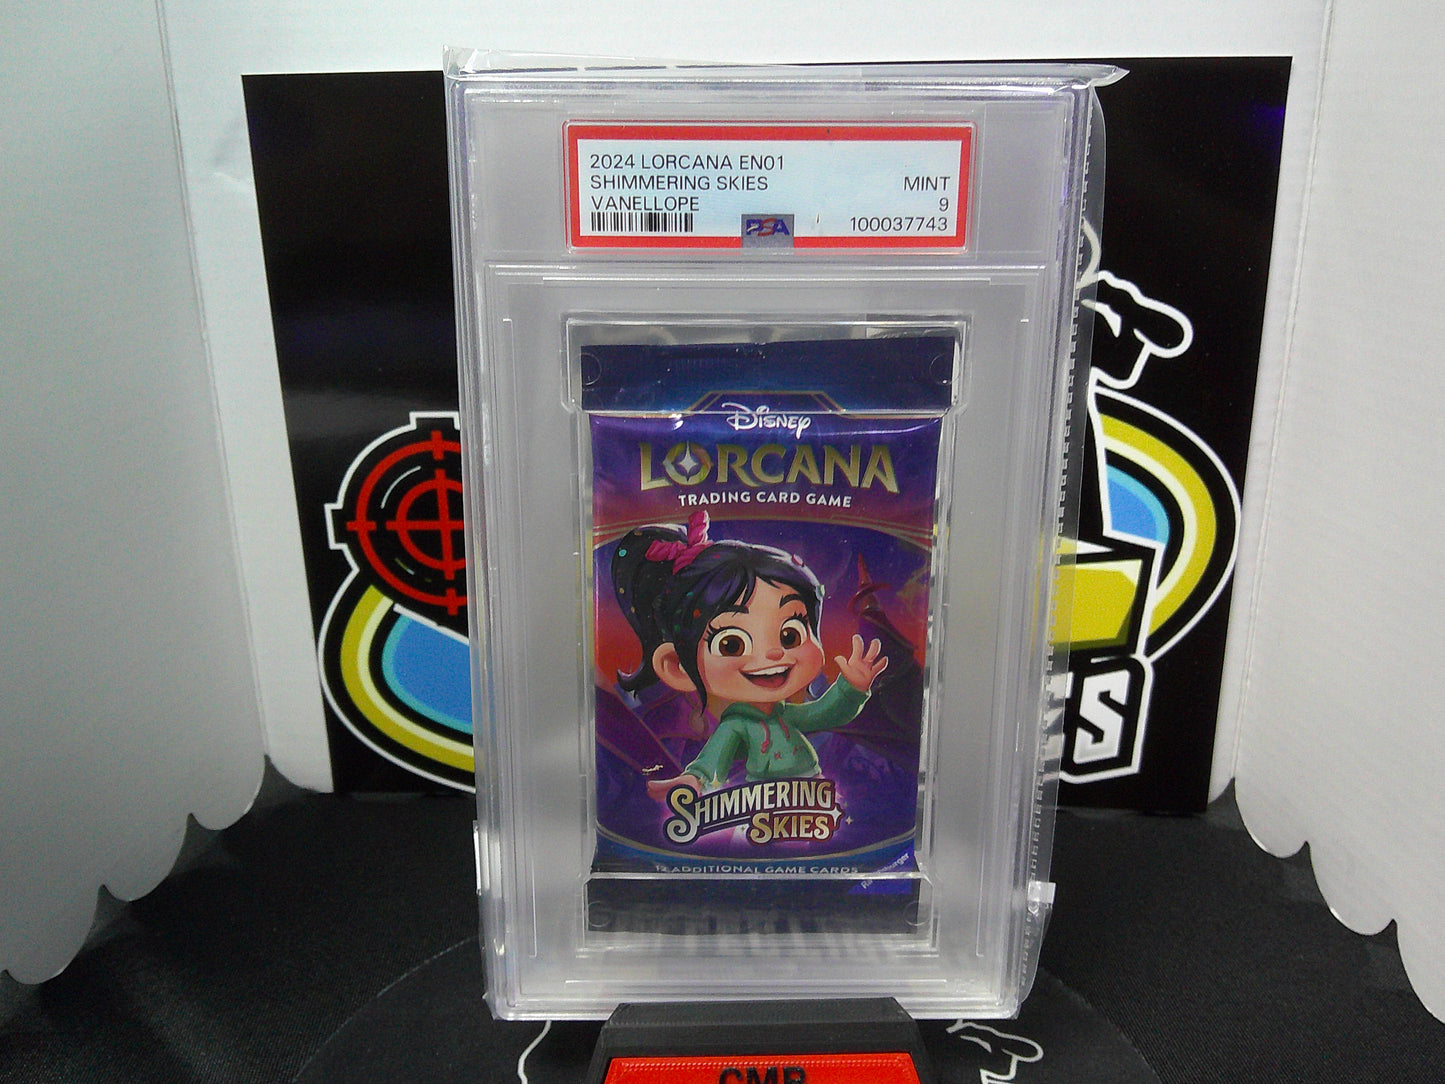 2024 LORCANA EN01
SHIMMERING SKIES
VANELLOPE
MINT
9
100037743
PSA
Disney
LORCANA
TRADING CARD GAME
SHIMMERING
SKIES
12 ADDITIONAL GAME CARDS
Ravensburger